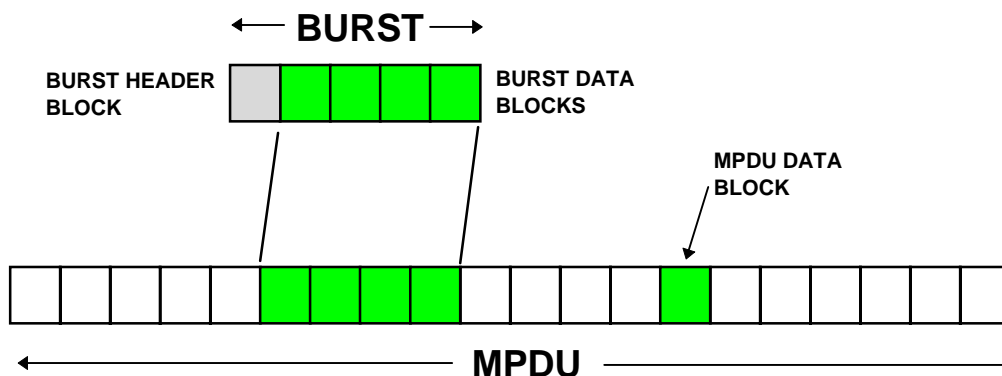 BURST
BURST HEADER
BLOCK
BURST DATA
BLOCKS
MPDU DATA
BLOCK
MPDU